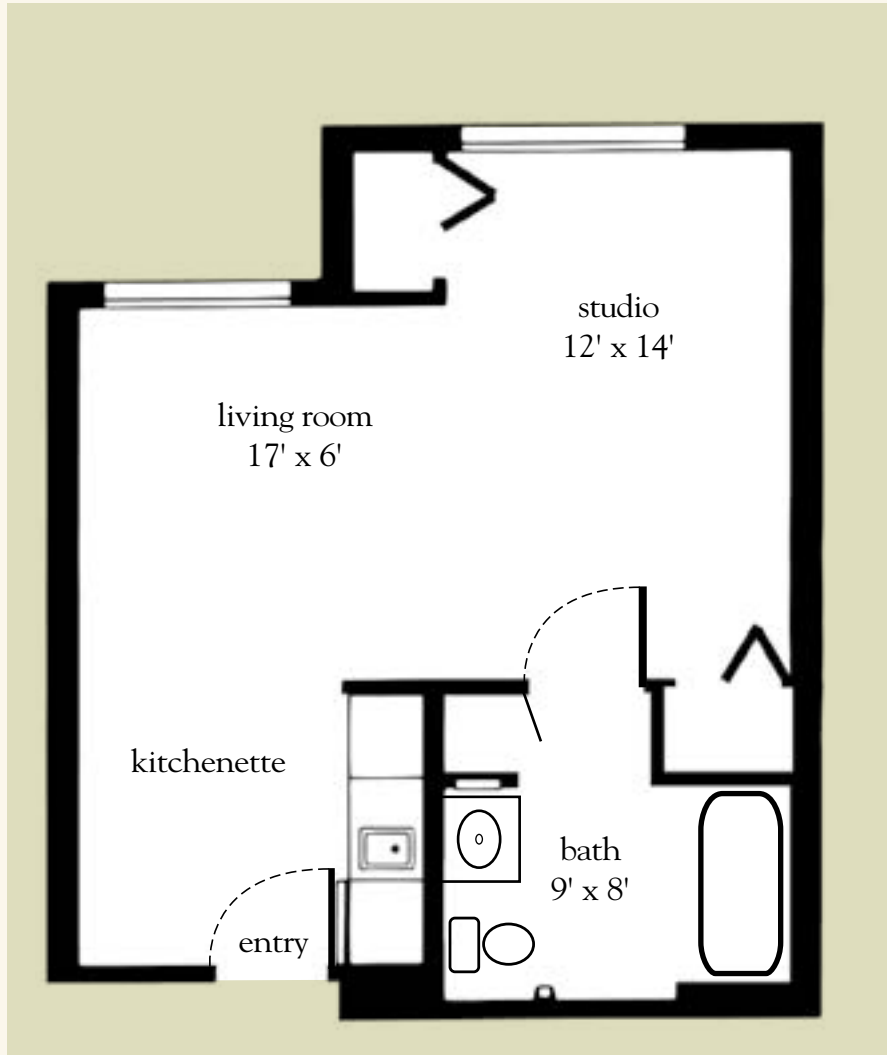 studio
12' x 14'
living room
17' x 6'
kitchenette
bath
9' x 8'
entry